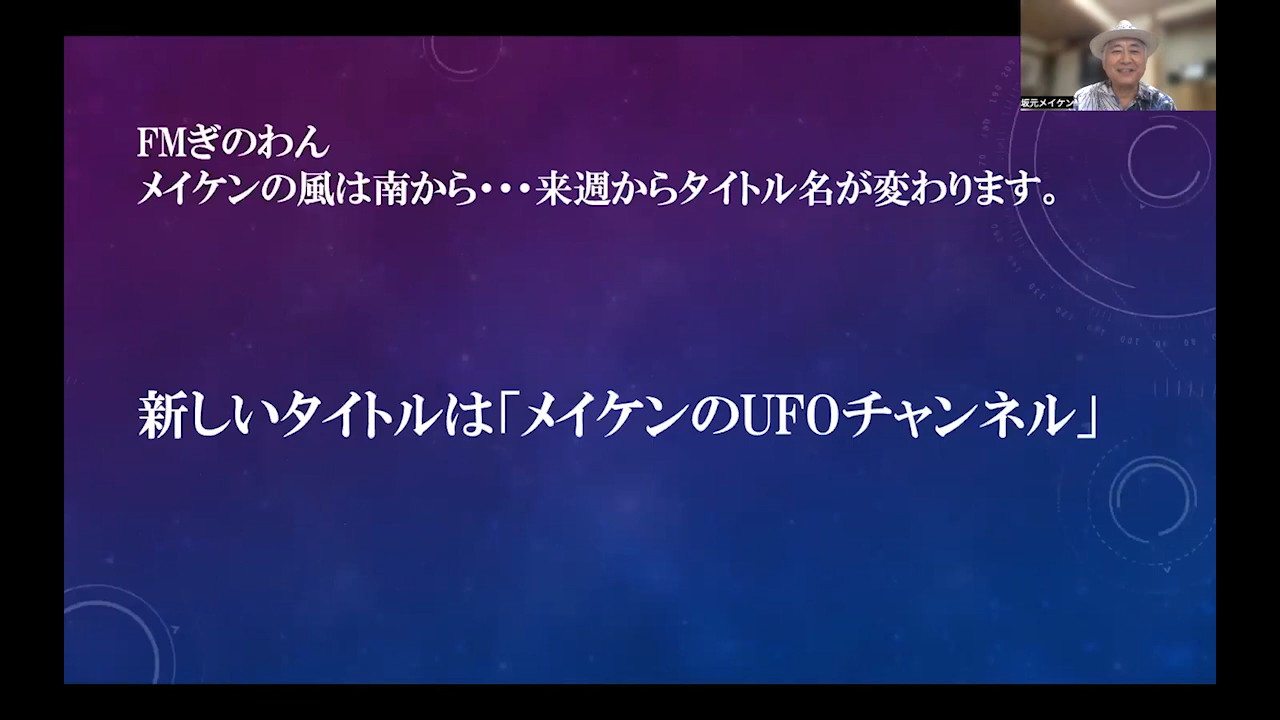 坂元メイケン
FMぎのわん
メイケンの風は南から・・・来週からタイトル名が変わります。
新しいタイトルは「メイケンのUFOチャンネル」